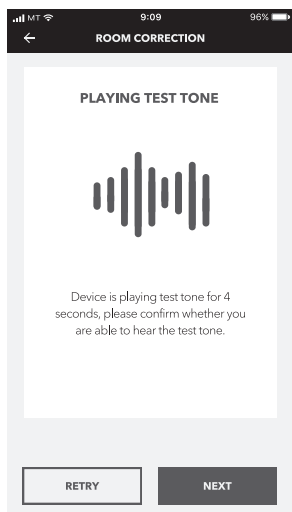 MT 9:09 96%
ROOM CORRECTION
PLAYING TEST TONE
Device is playing test tone for 4
seconds, please confirm whether you
are able to hear the test tone.
RETRY NEXT